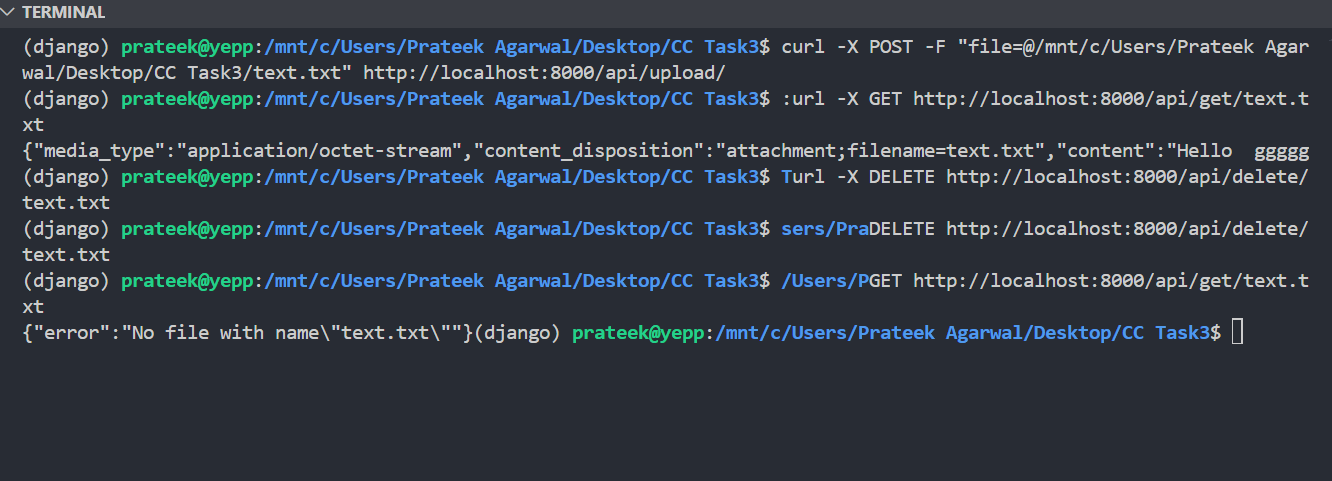 TERMINAL
(django) prateek@yepp:/mnt/c/Users/Prateek Agarwal/Desktop/CC Task3$ curl -X POST -F "file=@/mnt/c/Users/Prateek Agar
wal/Desktop/CC Task3/text.txt" http://localhost:8000/api/upload/
(django) prateek@yepp:/mnt/c/Users/Prateek Agarwal/Desktop/CC Task3$ :url -X GET http://localhost:8000/api/get/text.t
xt
{"media_type":"application/octet-stream","content_disposition":"attachment;filename=text.txt","content":"Hello  ggggg
(django) prateek@yepp:/mnt/c/Users/Prateek Agarwal/Desktop/CC Task3$ Turl -X DELETE http://localhost:8000/api/delete/
text.txt
(django) prateek@yepp:/mnt/c/Users/Prateek Agarwal/Desktop/CC Task3$ sers/PraDELETE http://localhost:8000/api/delete/
text.txt
(django) prateek@yepp:/mnt/c/Users/Prateek Agarwal/Desktop/CC Task3$ /Users/PGET http://localhost:8000/api/get/text.t
xt
{"error":"No file with name\"text.txt\""}(django) prateek@yepp:/mnt/c/Users/Prateek Agarwal/Desktop/CC Task3$